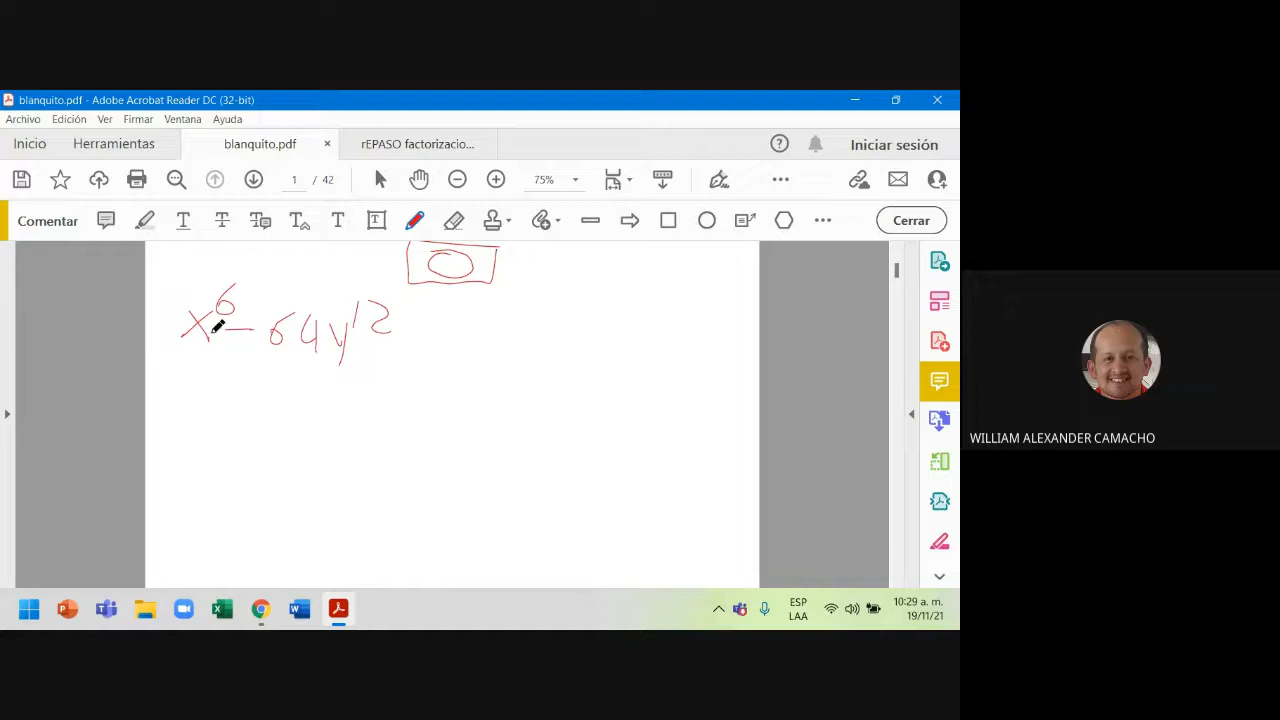 blanquito.pdf - Adobe Acrobat Reader DC (32-bit)
Archivo Edición Ver Firmar Ventana Ayuda
Inicio Herramientas blanquito.pdf × rEPASO factorizacio... ? Iniciar sesión
1 / 42 75%
Comentar Cerrar
x⁶ - 64y¹²
WILLIAM ALEXANDER CAMACHO
ESP 10:29 a. m.
LAA 19/11/21